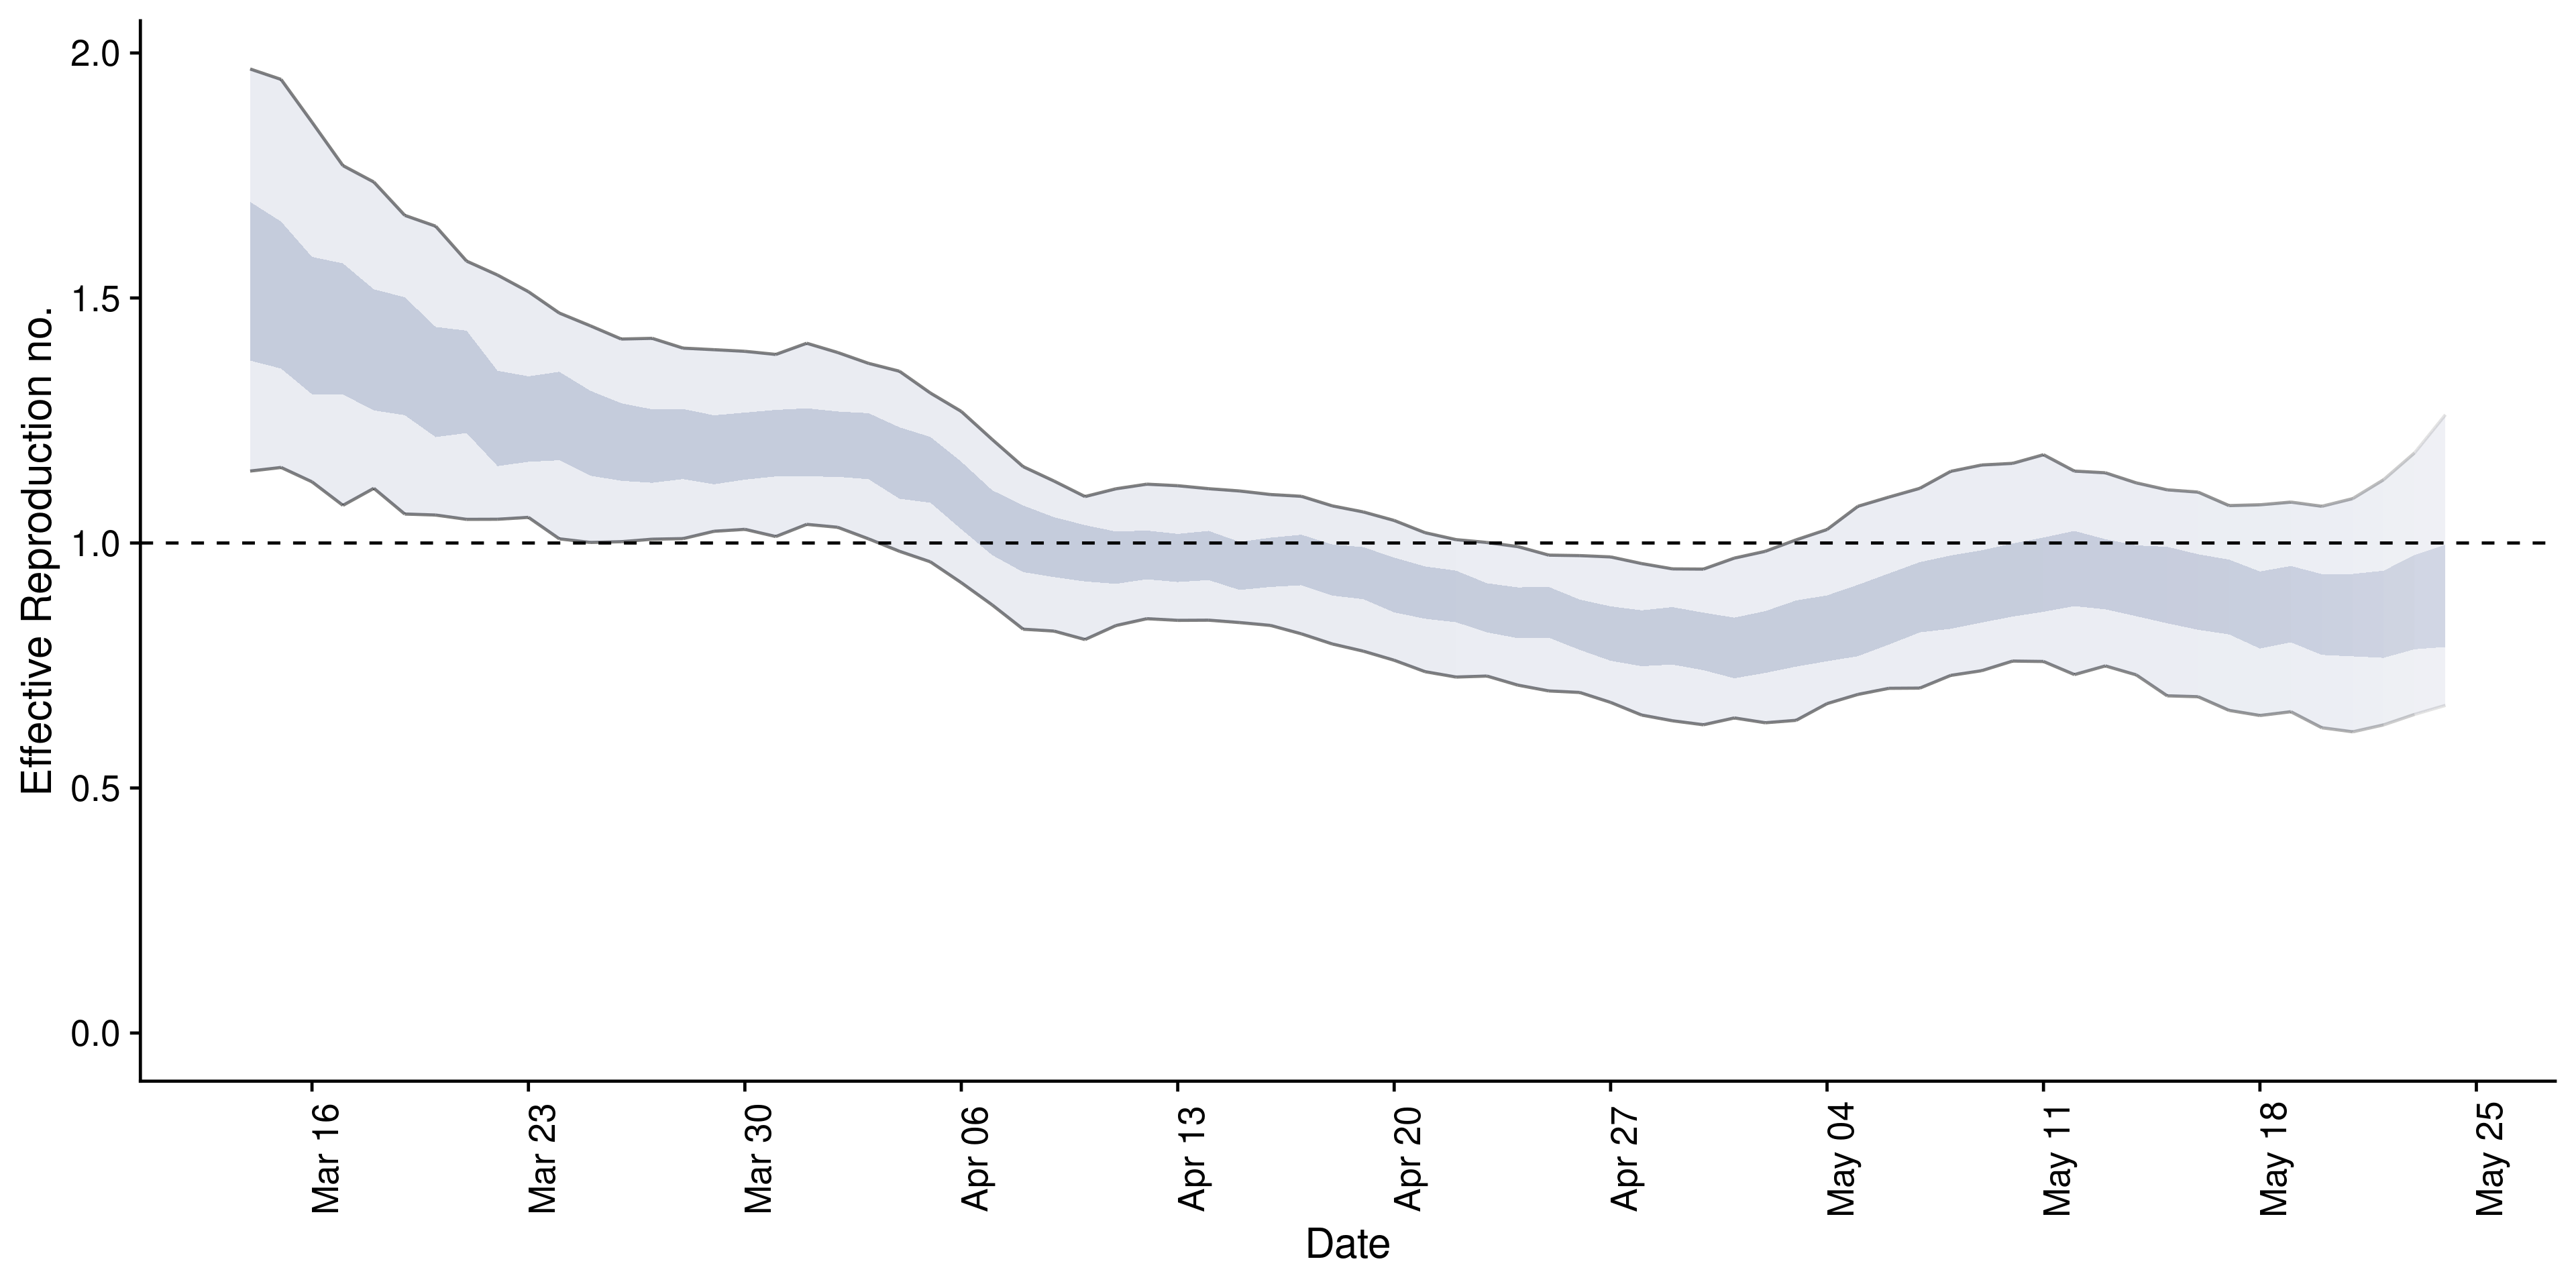 Effective Reproduction no.
2.0
1.5
1.0
0.5
0.0
Mar 16
Mar 23
Mar 30
Apr 06
Apr 13
Apr 20
Apr 27
May 04
May 11
May 18
May 25
Date